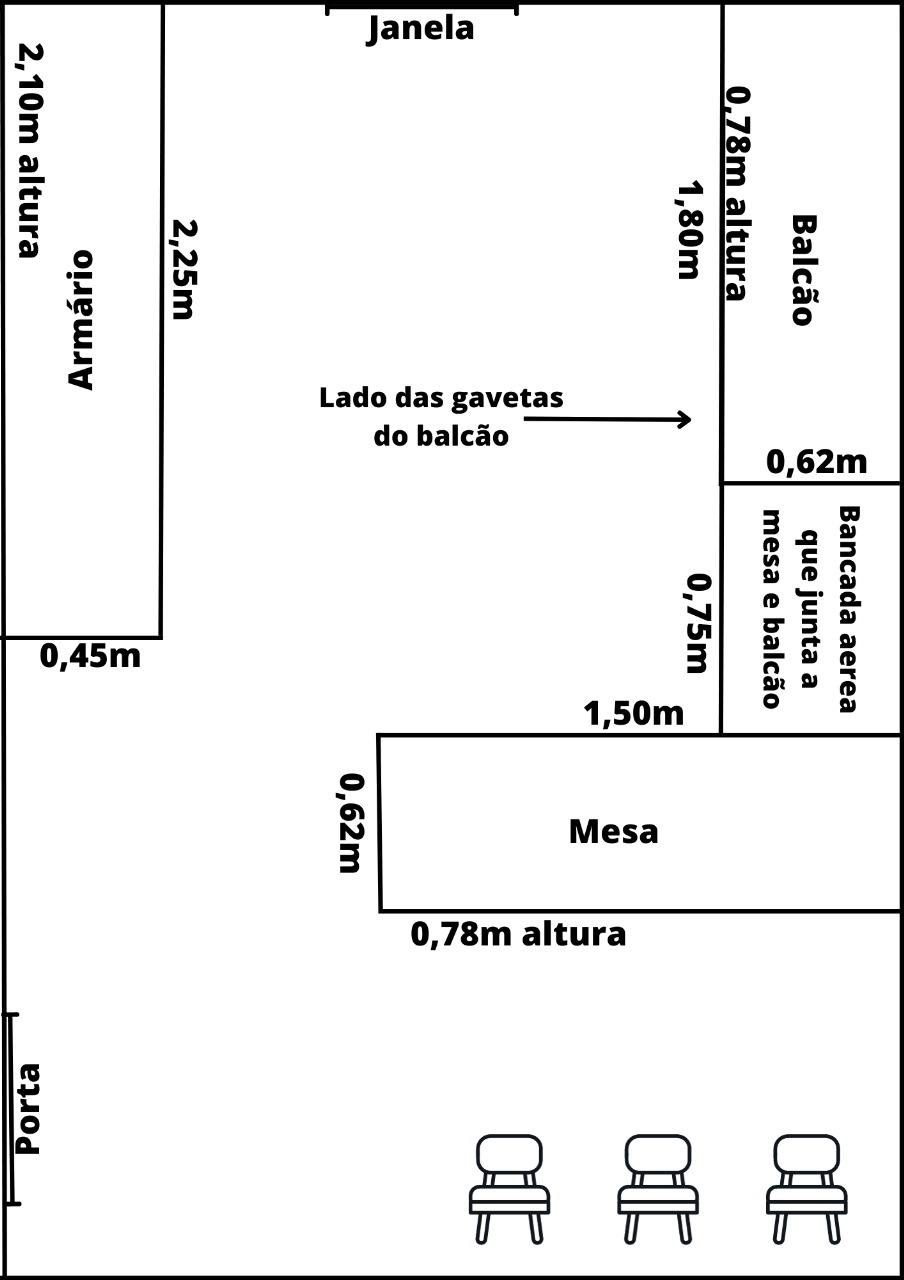 Janela
2,10m altura
Armário
2,25m
0,45m
0,78m altura
1,80m
Balcão
Lado das gavetas
do balcão
0,62m
Bancada aerea
que junta a
mesa e balcão
0,75m
1,50m
0,62m
Mesa
0,78m altura
Porta